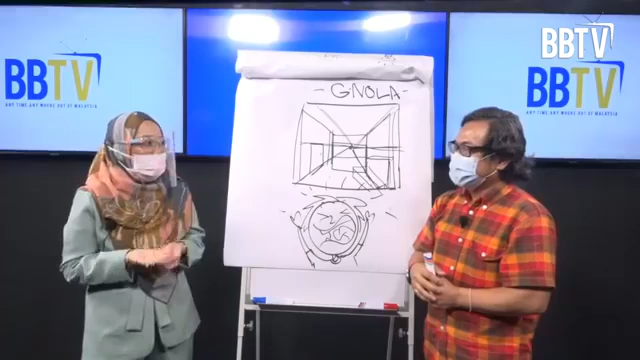 BBTV
ANY TIME.ANY WHERE OUT OF MALAYSIA
BBTV
BBTV
ANY TIME.ANY WHERE OUT OF MALAYSIA
- GNOLA -